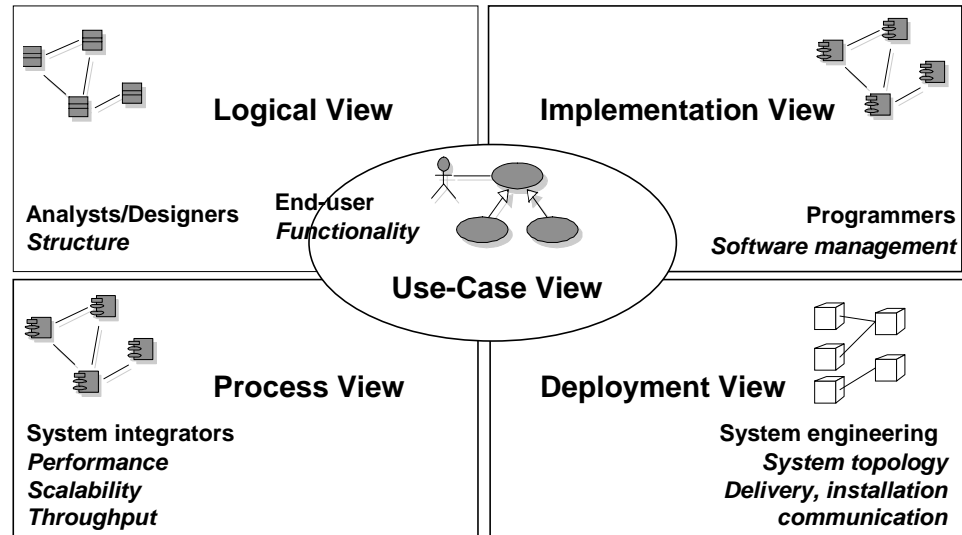 Logical View
Analysts/Designers
Structure
Implementation View
Programmers
Software management
End-user
Functionality
Use-Case View
Process View
System integrators
Performance
Scalability
Throughput
Deployment View
System engineering
System topology
Delivery, installation
communication